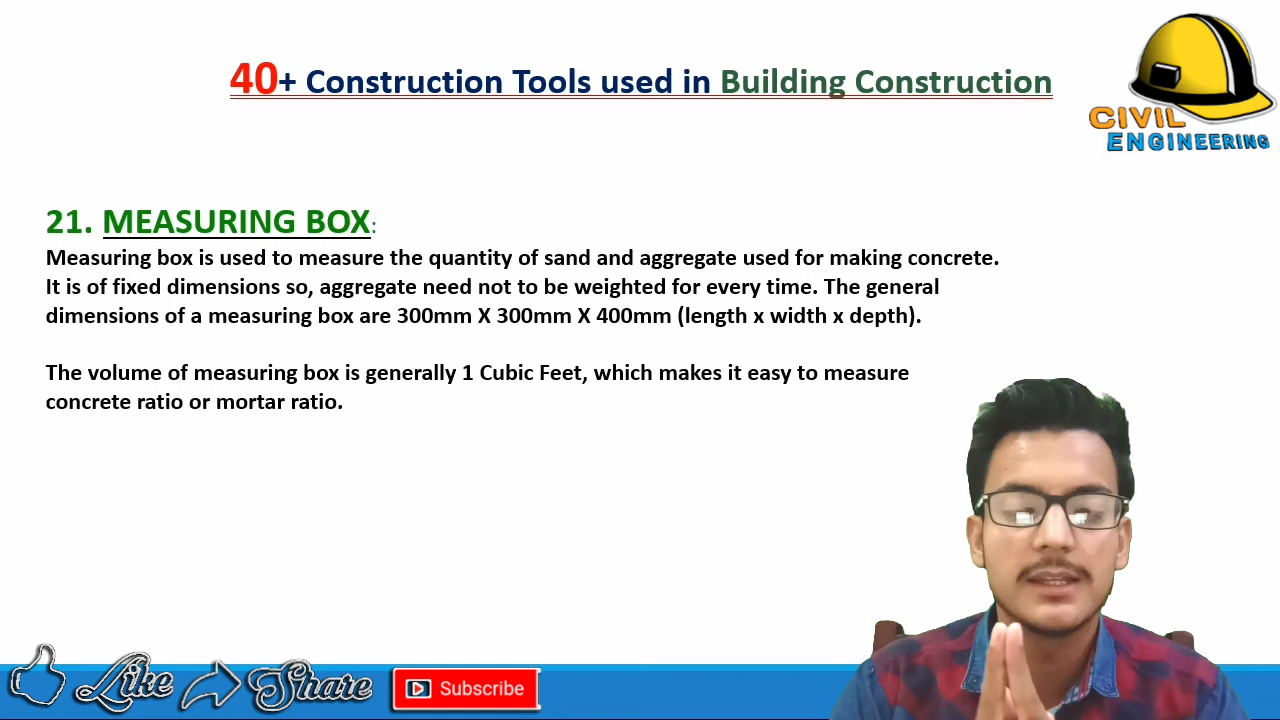 40+ Construction Tools used in Building Construction
CIVIL
ENGINEERING
21. MEASURING BOX:
Measuring box is used to measure the quantity of sand and aggregate used for making concrete.
It is of fixed dimensions so, aggregate need not to be weighted for every time. The general
dimensions of a measuring box are 300mm X 300mm X 400mm (length x width x depth).
The volume of measuring box is generally 1 Cubic Feet, which makes it easy to measure
concrete ratio or mortar ratio.
Like Share Subscribe